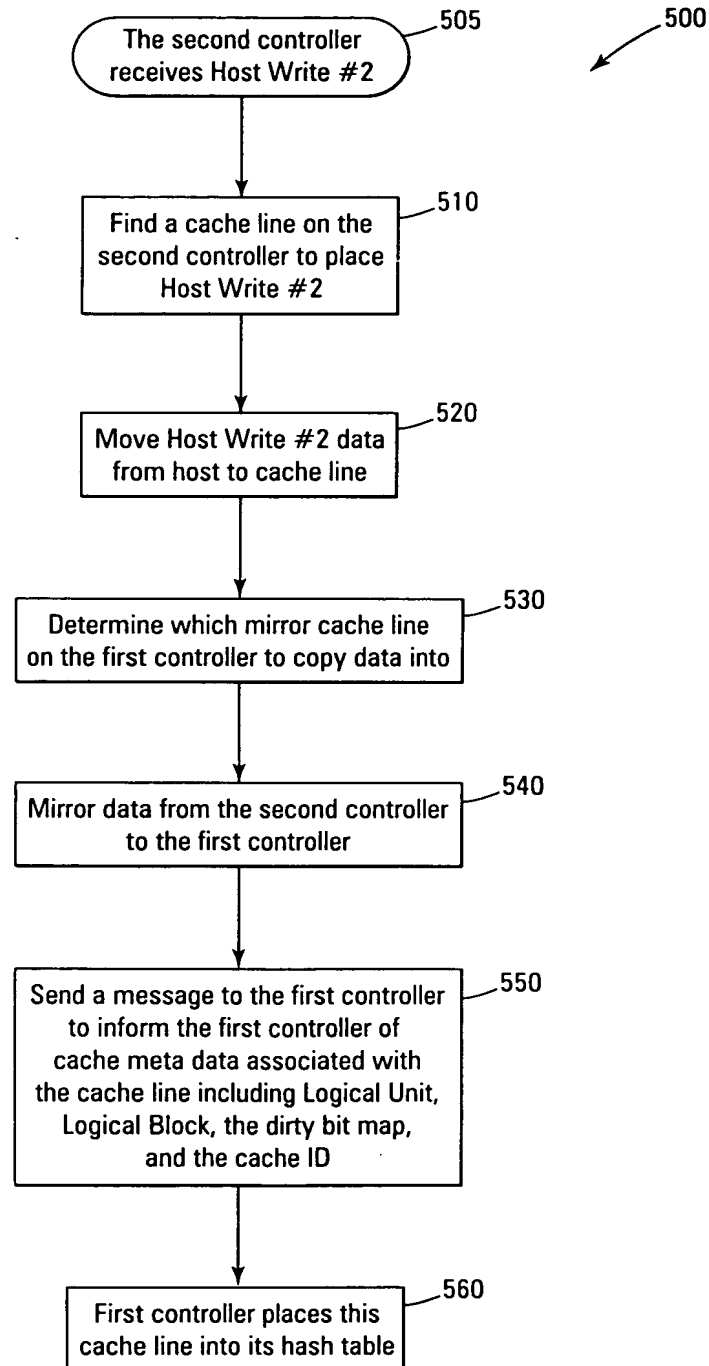 500
505
The second controller
receives Host Write #2
510
Find a cache line on the
second controller to place
Host Write #2
520
Move Host Write #2 data
from host to cache line
530
Determine which mirror cache line
on the first controller to copy data into
540
Mirror data from the second controller
to the first controller
550
Send a message to the first controller
to inform the first controller of
cache meta data associated with
the cache line including Logical Unit,
Logical Block, the dirty bit map,
and the cache ID
560
First controller places this
cache line into its hash table